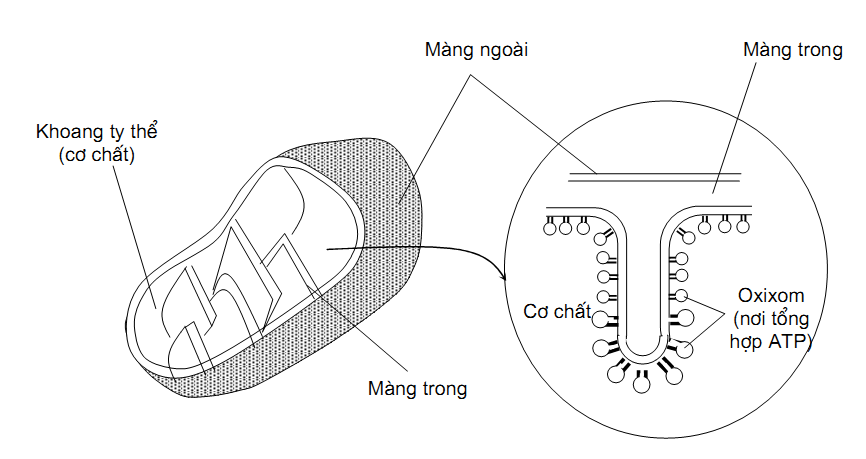 Màng ngoài
Màng trong
Khoang ty thể
(cơ chất)
Cơ chất
Oxixom
(nơi tổng
hợp ATP)
Màng trong